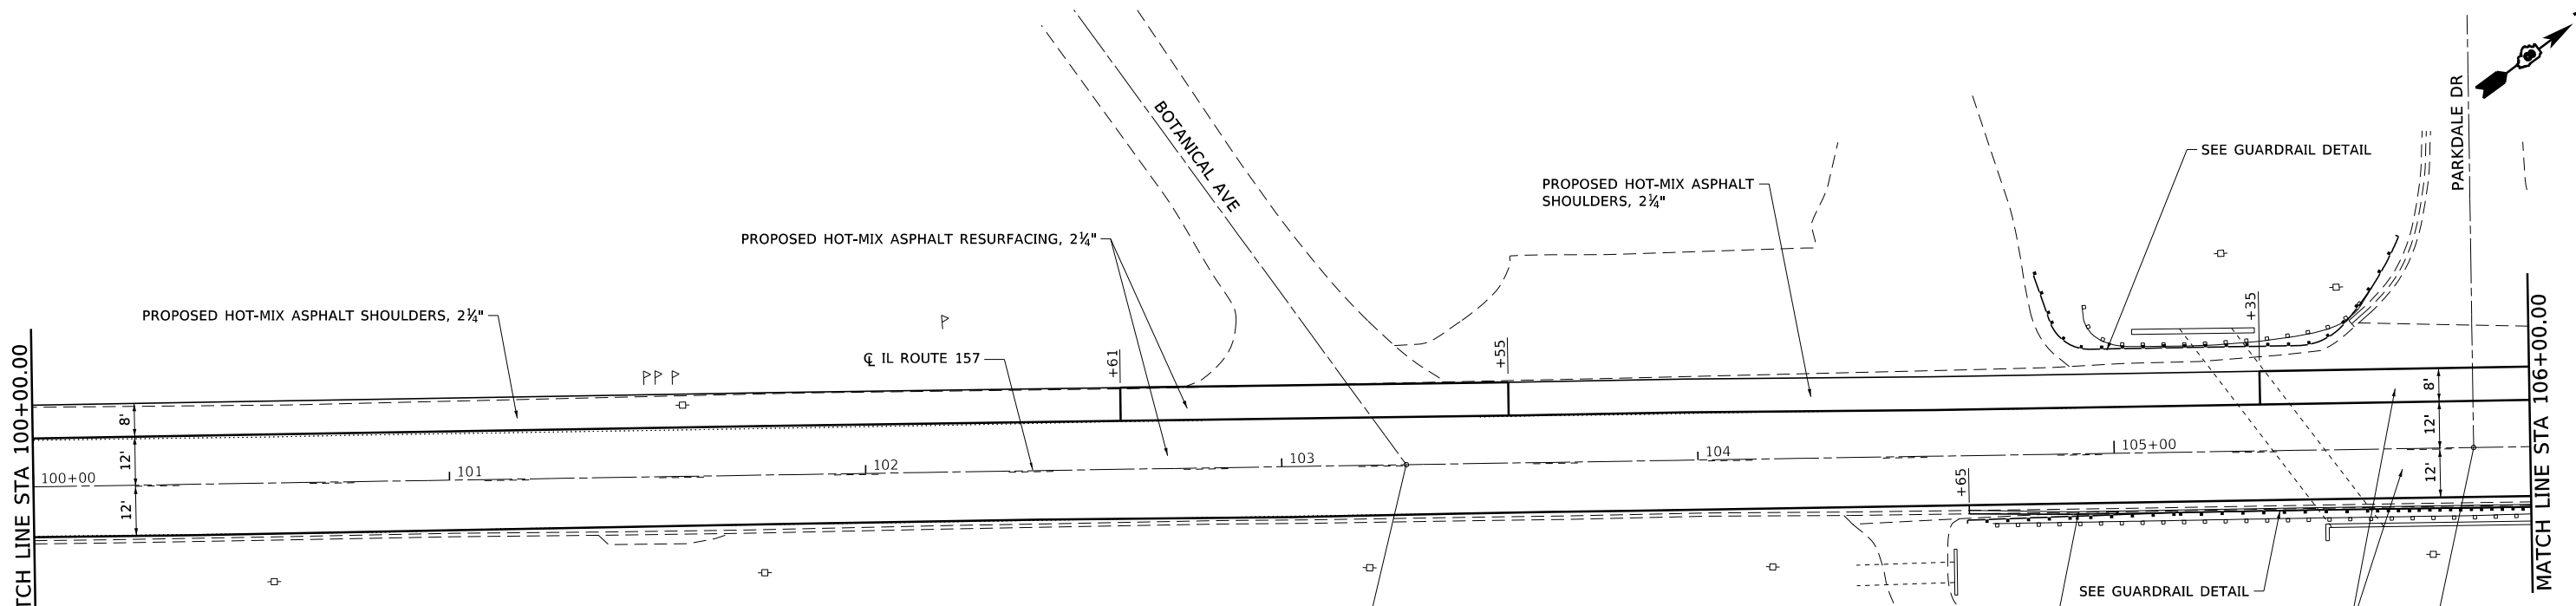 BOTANICAL AVE
PARKDALE DR
SEE GUARDRAIL DETAIL
PROPOSED HOT-MIX ASPHALT
SHOULDERS, 2¼"
PROPOSED HOT-MIX ASPHALT RESURFACING, 2¼"
PROPOSED HOT-MIX ASPHALT SHOULDERS, 2¼"
℄ IL ROUTE 157
+61
+55
+35
TCH LINE STA 100+00.00
MATCH LINE STA 106+00.00
8'
12'
12'
8'
12'
12'
100+00
101
102
103
104
105+00
+65
SEE GUARDRAIL DETAIL